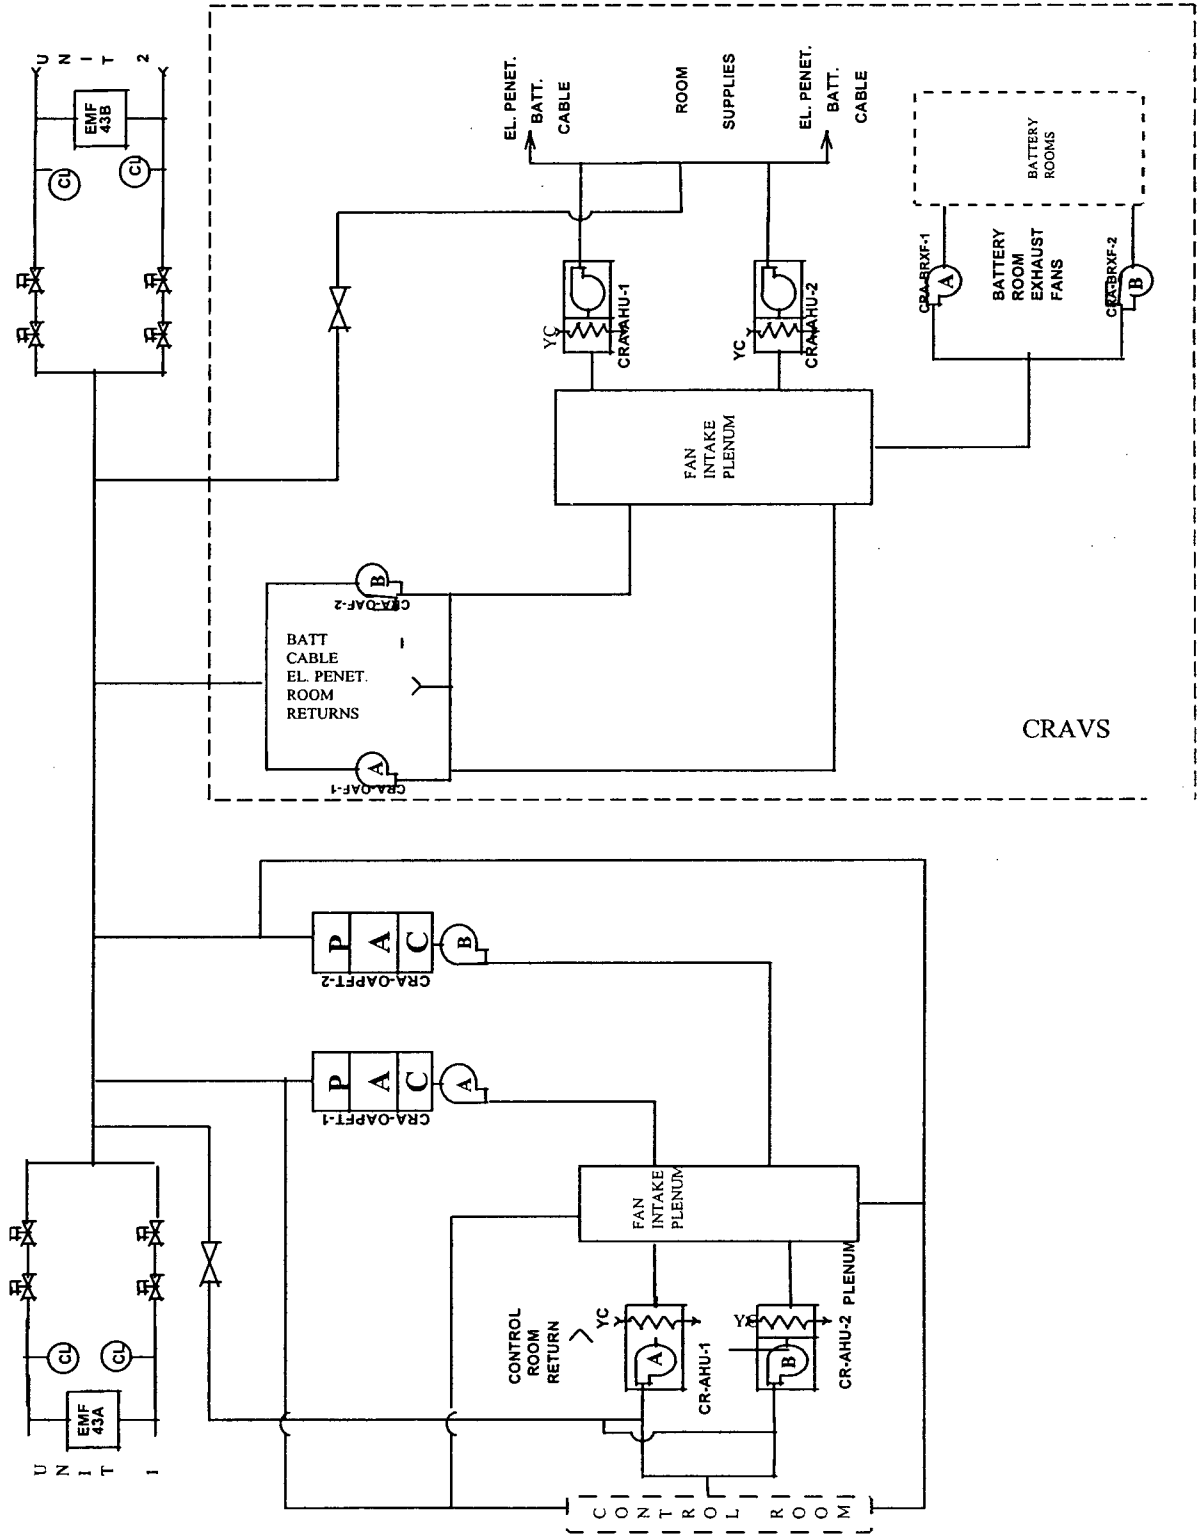 UNIT 2
EMF
43B
CL
CL
EL. PENET.
BATT.
CABLE
ROOM
SUPPLIES
EL. PENET.
BATT.
CABLE
BATTERY
ROOMS
CRA-BRXF-1
A
BATTERY
ROOM
EXHAUST
FANS
CRA-BRXF-2
B
YC
CRA-AHU-1
YC
CRA-AHU-2
FAN
INTAKE
PLENUM
B
CRA-OAF-2
BATT
CABLE
EL. PENET.
ROOM
RETURNS
A
CRA-OAF-1
CRAVS
P
A
C
B
CRA-OAPFT-2
P
A
C
A
CRA-OAPFT-1
FAN
INTAKE
PLENUM
CONTROL
ROOM
RETURN
YC
A
CR-AHU-1
YC
B
CR-AHU-2 PLENUM
CL
CL
EMF
43A
UNIT 1
CONTROL ROOM